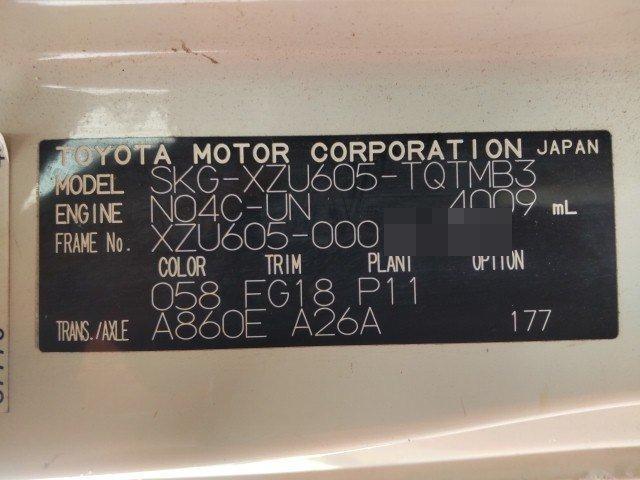 TOYOTA MOTOR CORPORATION JAPAN
MODEL SKG-XZU605-TQTMB3
ENGINE N04C-UN 4009 mL
FRAME No. XZU605-000
COLOR TRIM PLANT OPTION
058 FG18 P11
TRANS./AXLE A860E A26A 177